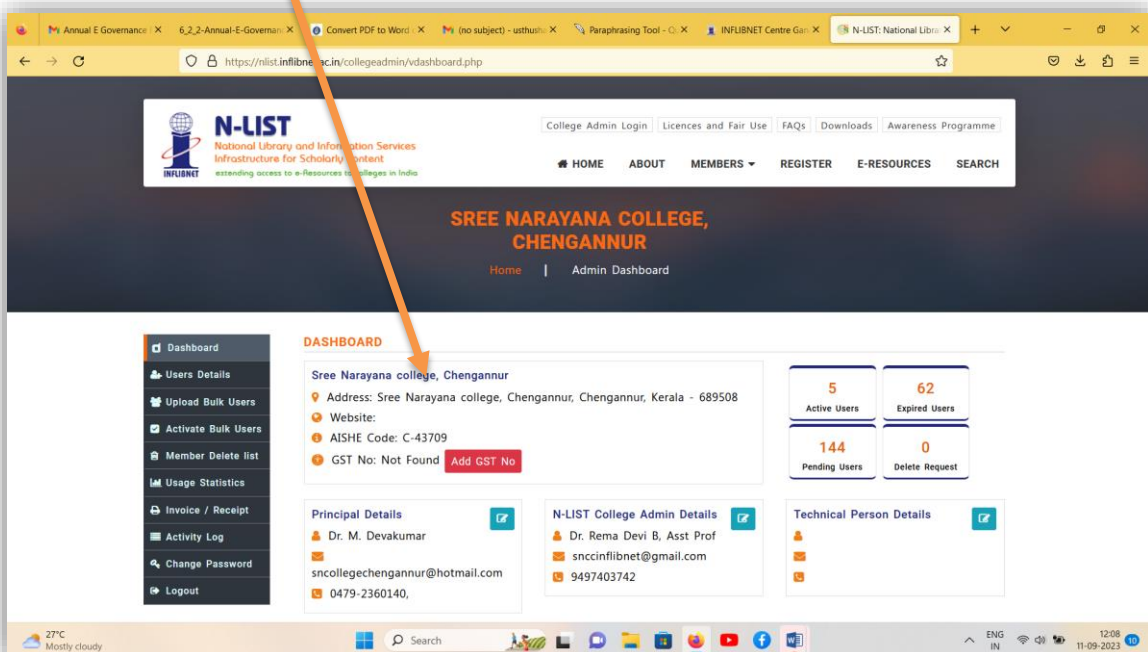 Annual E Governance
6_2_2-Annual-E-Governan
Convert PDF to Word
(no subject) - usthush
Paraphrasing Tool - Q
INFLIBNET Centre Gan
N-LIST: National Librar
https://nlist.inflibnet.ac.in/collegeadmin/vdashboard.php
INFLIBNET
N-LIST
National Library and Information Services
Infrastructure for Scholarly Content
extending access to e-Resources to colleges in India
College Admin Login Licences and Fair Use FAQs Downloads Awareness Programme
HOME ABOUT MEMBERS REGISTER E-RESOURCES SEARCH
SREE NARAYANA COLLEGE,
CHENGANNUR
Home | Admin Dashboard
Dashboard
Users Details
Upload Bulk Users
Activate Bulk Users
Member Delete list
Usage Statistics
Invoice / Receipt
Activity Log
Change Password
Logout
DASHBOARD
Sree Narayana college, Chengannur
Address: Sree Narayana college, Chengannur, Chengannur, Kerala - 689508
Website:
AISHE Code: C-43709
GST No: Not Found Add GST No
5
Active Users
62
Expired Users
144
Pending Users
0
Delete Request
Principal Details
Dr. M. Devakumar
sncollegechengannur@hotmail.com
0479-2360140,
N-LIST College Admin Details
Dr. Rema Devi B, Asst Prof
snccinflibnet@gmail.com
9497403742
Technical Person Details
27°C
Mostly cloudy
Search
ENG
IN
12:08
11-09-2023
10